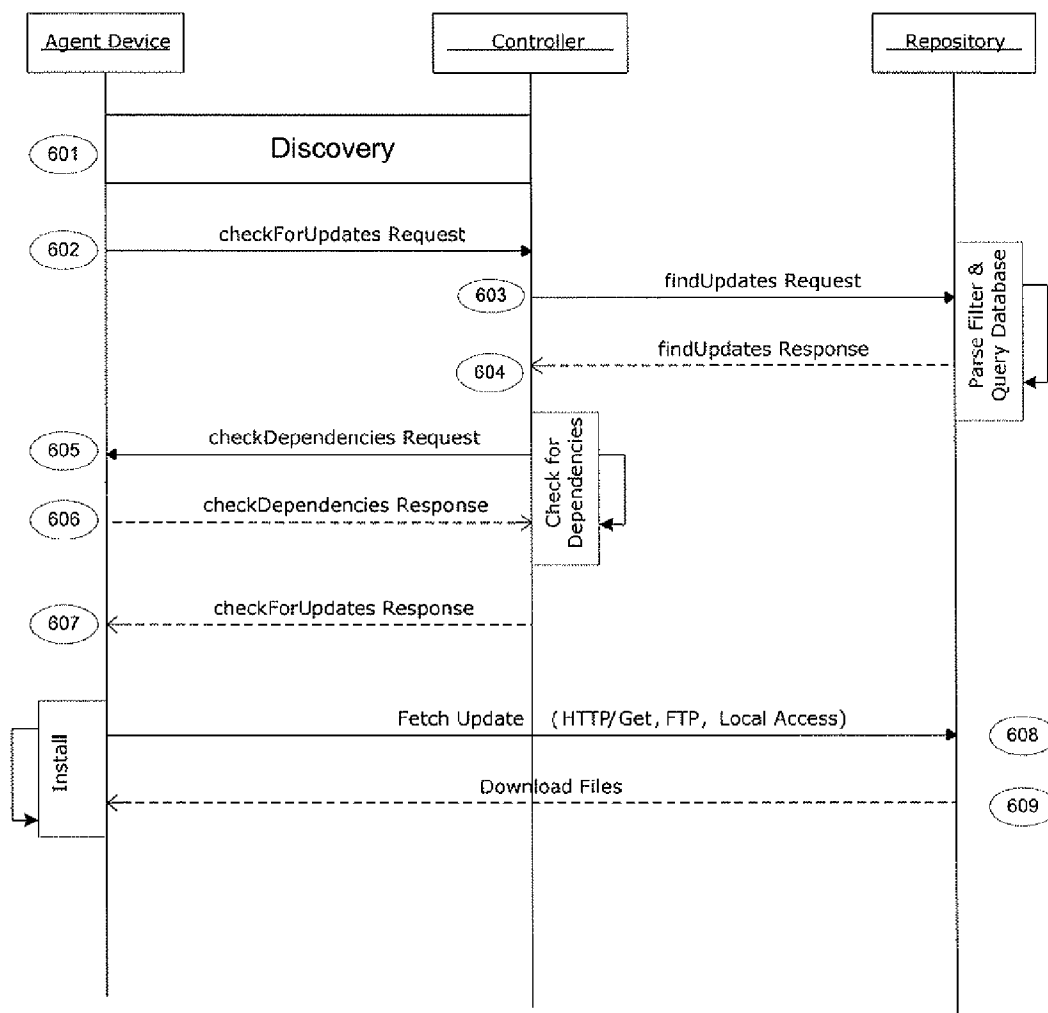 Agent Device
Controller
Repository
601
Discovery
602
checkForUpdates Request
603
findUpdates Request
Parse Filter &
Query Database
604
findUpdates Response
605
checkDependencies Request
Check for
Dependencies
606
checkDependencies Response
607
checkForUpdates Response
Install
Fetch Update (HTTP/Get, FTP, Local Access)
608
Download Files
609